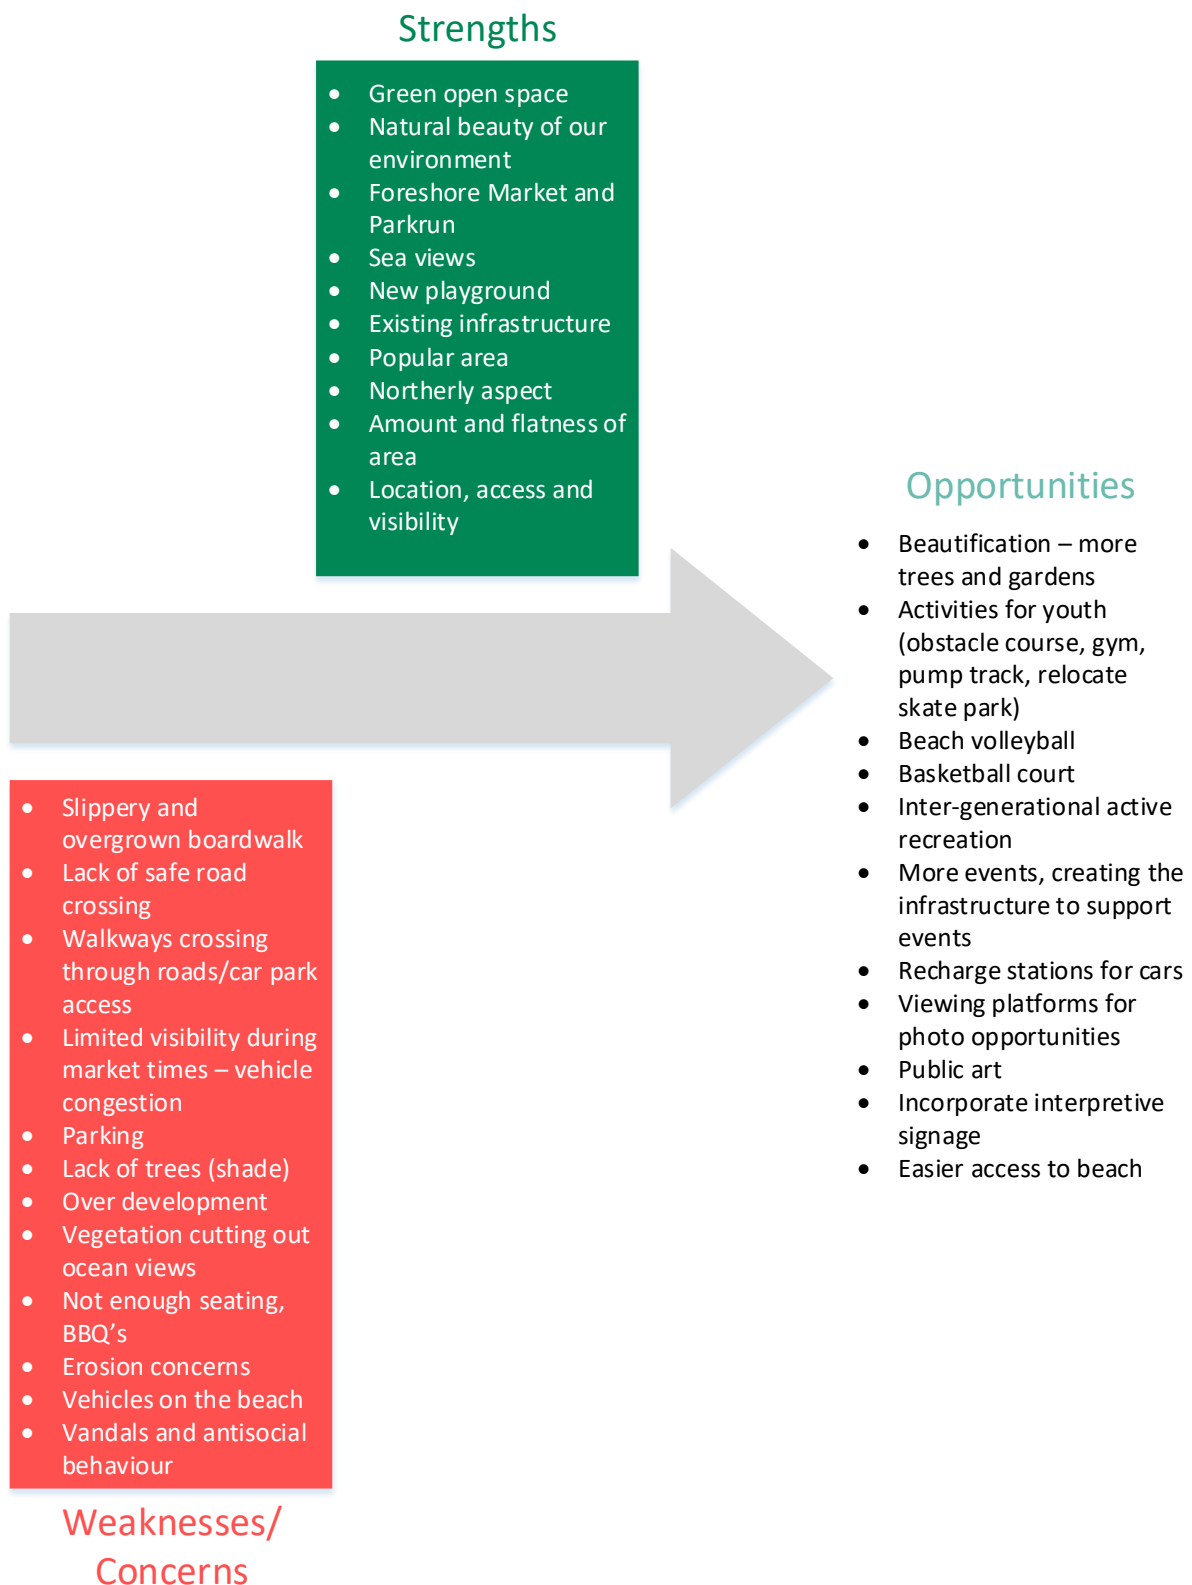 Strengths
• Green open space
• Natural beauty of our
environment
• Foreshore Market and
Parkrun
• Sea views
• New playground
• Existing infrastructure
• Popular area
• Northerly aspect
• Amount and flatness of
area
• Location, access and
visibility
Opportunities
• Beautification – more
trees and gardens
• Activities for youth
(obstacle course, gym,
pump track, relocate
skate park)
• Beach volleyball
• Basketball court
• Inter-generational active
recreation
• More events, creating the
infrastructure to support
events
• Recharge stations for cars
• Viewing platforms for
photo opportunities
• Public art
• Incorporate interpretive
signage
• Easier access to beach
• Slippery and
overgrown boardwalk
• Lack of safe road
crossing
• Walkways crossing
through roads/car park
access
• Limited visibility during
market times – vehicle
congestion
• Parking
• Lack of trees (shade)
• Over development
• Vegetation cutting out
ocean views
• Not enough seating,
BBQ’s
• Erosion concerns
• Vehicles on the beach
• Vandals and antisocial
behaviour
Weaknesses/
Concerns